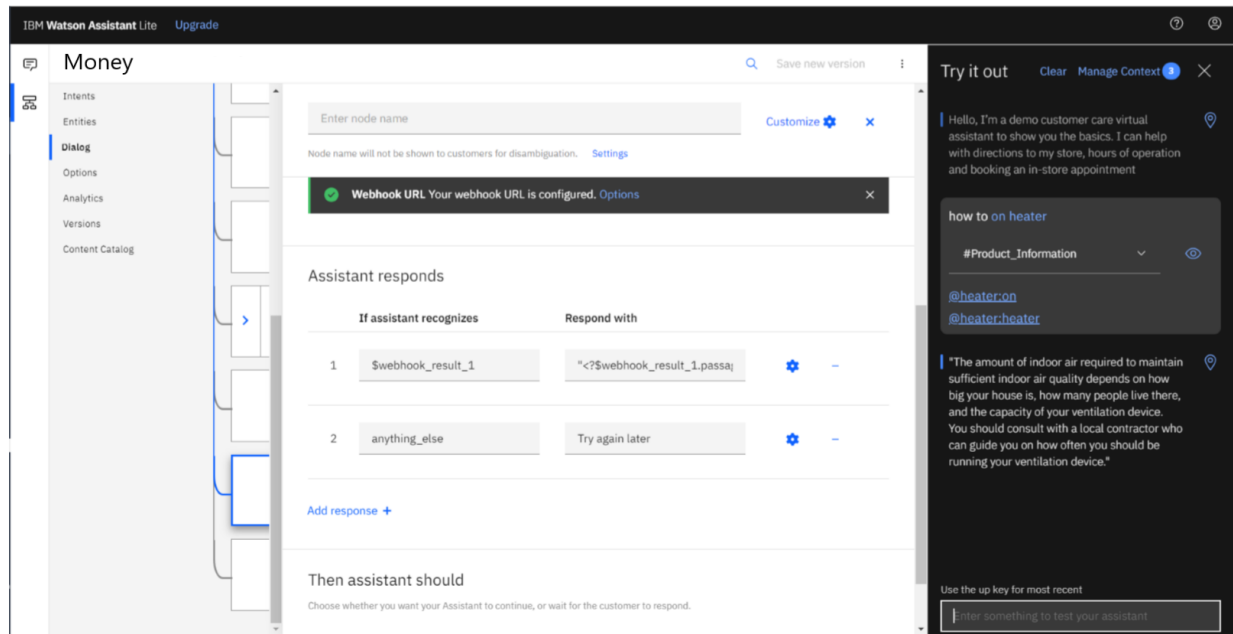 IBM Watson Assistant Lite Upgrade
Money
Save new version
Intents
Entities
Dialog
Options
Analytics
Versions
Content Catalog
Enter node name
Customize
Node name will not be shown to customers for disambiguation. Settings
Webhook URL Your webhook URL is configured. Options
Assistant responds
If assistant recognizes Respond with
1 $webhook_result_1 "<?$webhook_result_1.passag
2 anything_else Try again later
Add response +
Then assistant should
Choose whether you want your Assistant to continue, or wait for the customer to respond.
Try it out Clear Manage Context 3
Hello, I'm a demo customer care virtual
assistant to show you the basics. I can help
with directions to my store, hours of operation
and booking an in-store appointment
how to on heater
#Product_Information
@heater:on
@heater:heater
"The amount of indoor air required to maintain
sufficient indoor air quality depends on how
big your house is, how many people live there,
and the capacity of your ventilation device.
You should consult with a local contractor who
can guide you on how often you should be
running your ventilation device."
Use the up key for most recent
Enter something to test your assistant